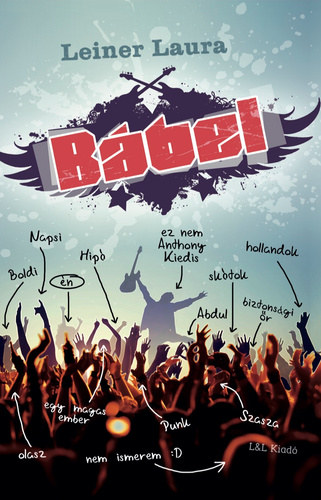 Leiner Laura
Bábel
Napsi
ez nem
Anthony
Kiedis
hollandok
Boldi
én
Hipó
skótok
Abdul
biztonsági
őr
egy magas
ember
Punk
Szasza
olasz
nem ismerem :D
L&L Kiadó